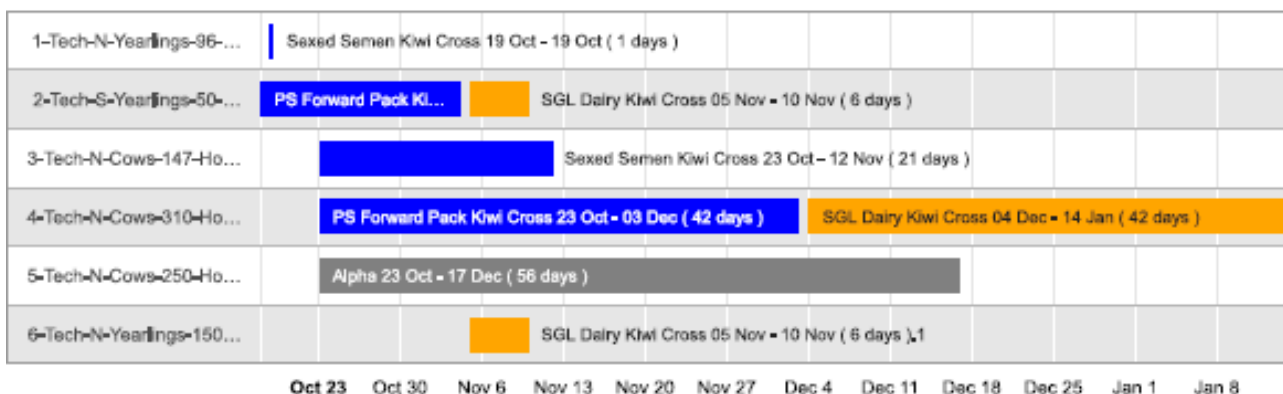 1-Tech-N-Yearlings-96-...
Sexed Semen Kiwi Cross 19 Oct - 19 Oct ( 1 days )
2-Tech-S-Yearlings-50-...
PS Forward Pack Ki...
SGL Dairy Kiwi Cross 05 Nov - 10 Nov ( 6 days )
3-Tech-N-Cows-147-Ho...
Sexed Semen Kiwi Cross 23 Oct - 12 Nov ( 21 days )
4-Tech-N-Cows-310-Ho...
PS Forward Pack Kiwi Cross 23 Oct - 03 Dec ( 42 days )
SGL Dairy Kiwi Cross 04 Dec - 14 Jan ( 42 days )
5-Tech-N-Cows-250-Ho...
Alpha 23 Oct - 17 Dec ( 56 days )
6-Tech-N-Yearlings-150...
SGL Dairy Kiwi Cross 05 Nov - 10 Nov ( 6 days ).1
Oct 23 Oct 30 Nov 6 Nov 13 Nov 20 Nov 27 Dec 4 Dec 11 Dec 18 Dec 25 Jan 1 Jan 8